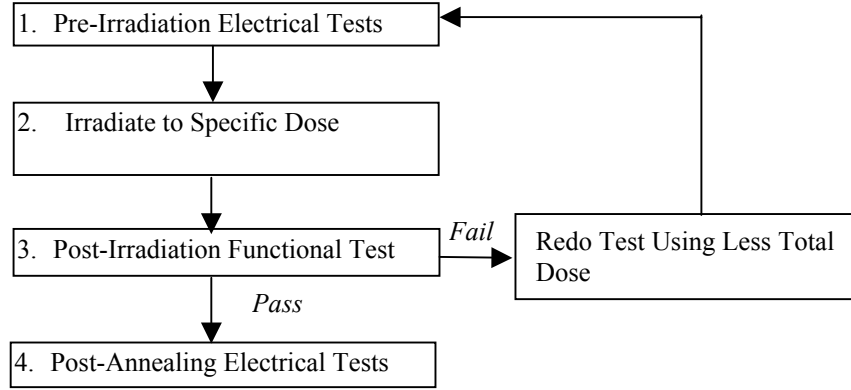 1. Pre-Irradiation Electrical Tests
2. Irradiate to Specific Dose
3. Post-Irradiation Functional Test
Fail
Redo Test Using Less Total
Dose
Pass
4. Post-Annealing Electrical Tests